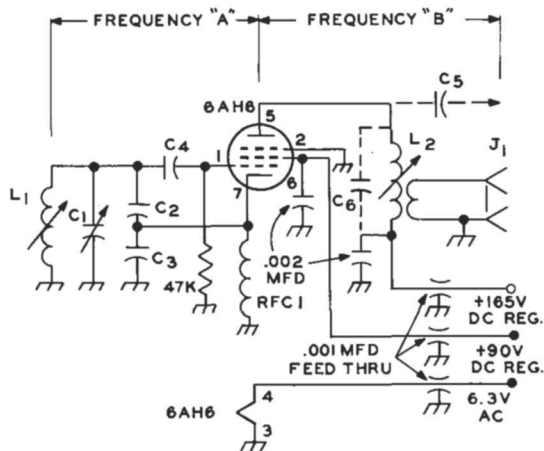 FREQUENCY "A"
FREQUENCY "B"
6AH6
5
C5
C4
1
2
L2
J1
7
6
C6
L1
C1
C2
C3
47K
RFC1
.002
MFD
+165V
DC REG.
.001 MFD
FEED THRU
+90V
DC REG.
6.3V
AC
6AH6
4
3